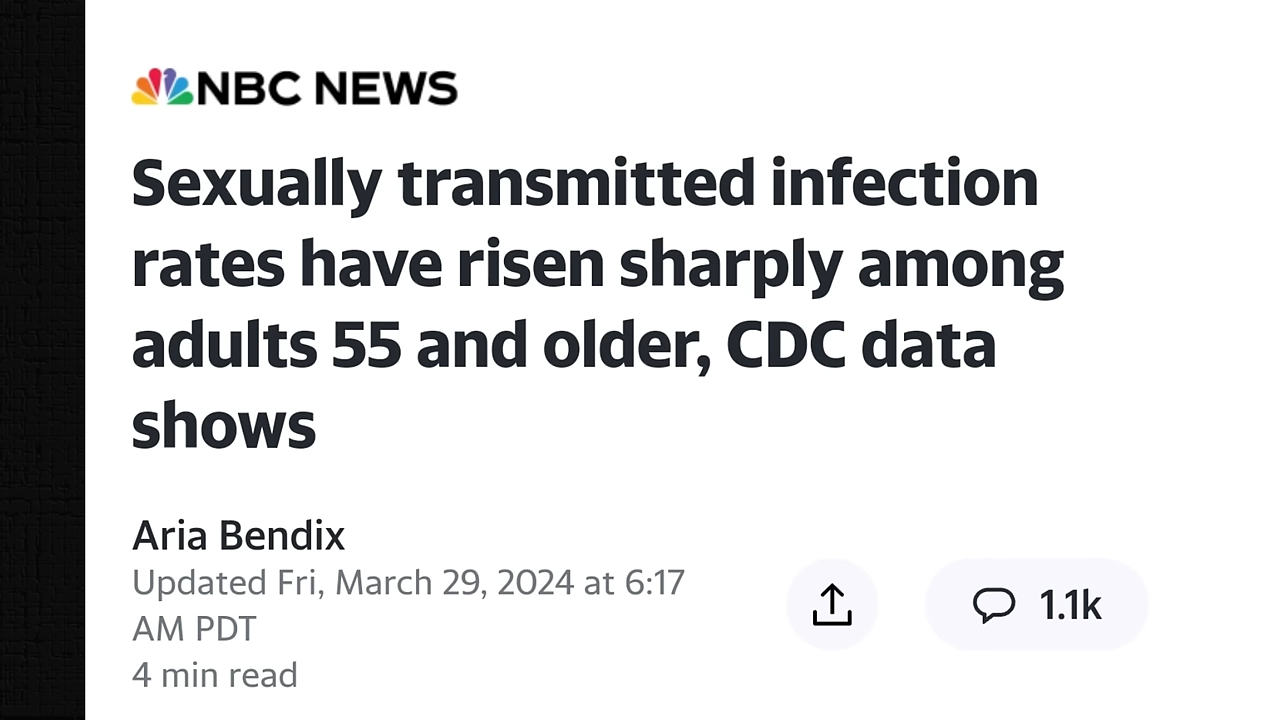 NBC NEWS
Sexually transmitted infection
rates have risen sharply among
adults 55 and older, CDC data
shows
Aria Bendix
Updated Fri, March 29, 2024 at 6:17
AM PDT
4 min read
1.1k